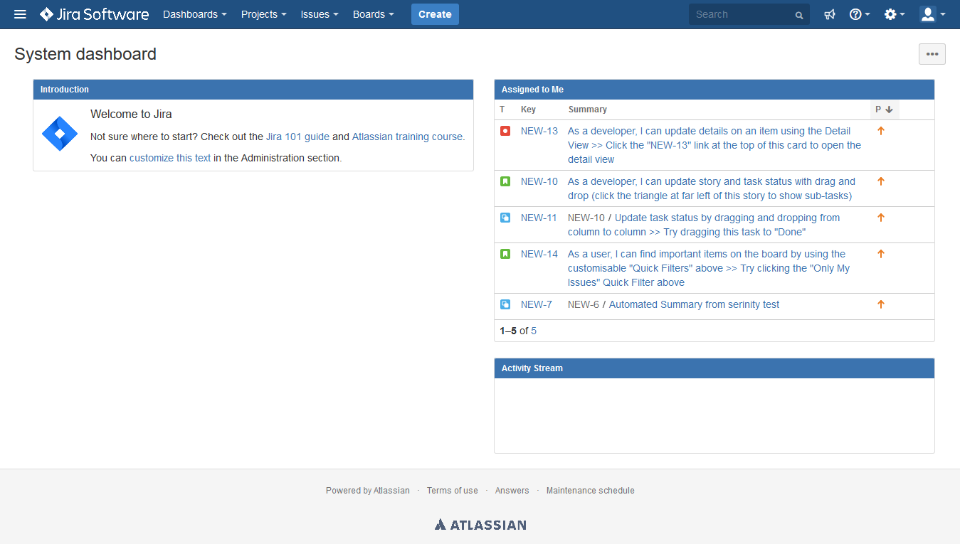 Jira Software Dashboards Projects Issues Boards Create Search
System dashboard
Introduction
Welcome to Jira
Not sure where to start? Check out the Jira 101 guide and Atlassian training course.
You can customize this text in the Administration section.
Assigned to Me
T Key Summary P
NEW-13 As a developer, I can update details on an item using the Detail
View >> Click the "NEW-13" link at the top of this card to open the
detail view
NEW-10 As a developer, I can update story and task status with drag and
drop (click the triangle at far left of this story to show sub-tasks)
NEW-11 NEW-10 / Update task status by dragging and dropping from
column to column >> Try dragging this task to "Done"
NEW-14 As a user, I can find important items on the board by using the
customisable "Quick Filters" above >> Try clicking the "Only My
Issues" Quick Filter above
NEW-7 NEW-6 / Automated Summary from serinity test
1–5 of 5
Activity Stream
Powered by Atlassian · Terms of use · Answers · Maintenance schedule
ATLASSIAN